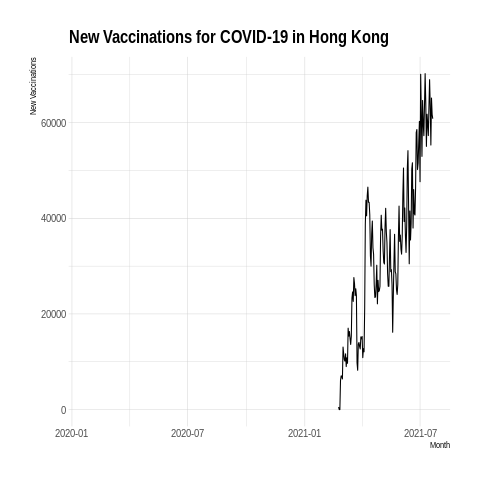 New Vaccinations for COVID-19 in Hong Kong
New Vaccinations
60000
40000
20000
0
2020-01 2020-07 2021-01 2021-07
Month